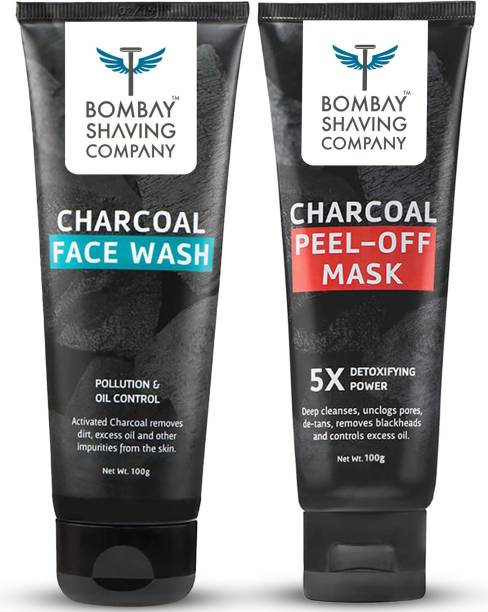 BOMBAY™
SHAVING
COMPANY
CHARCOAL
FACE WASH
POLLUTION &
OIL CONTROL
Activated Charcoal removes
dirt, excess oil and other
impurities from the skin.
Net Wt. 100g
BOMBAY™
SHAVING
COMPANY
CHARCOAL
PEEL-OFF
MASK
5X DETOXIFYING
POWER
Deep cleanses, unclogs pores,
de-tans, removes blackheads
and controls excess oil.
Net Wt. 100g